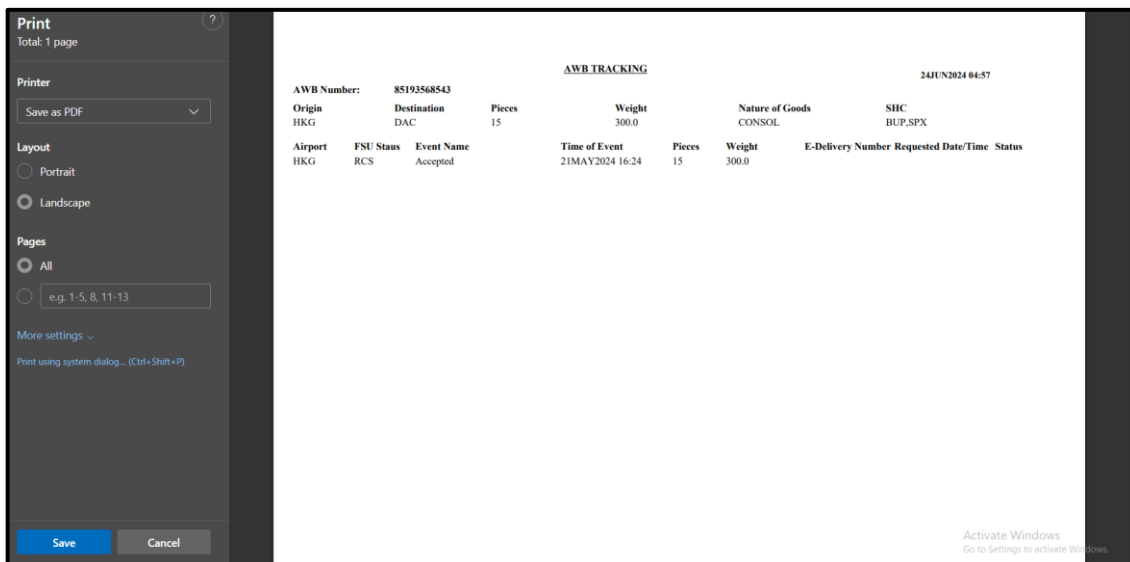 Print
?
Total: 1 page
Printer
Save as PDF
Layout
Portrait
Landscape
Pages
All
e.g. 1-5, 8, 11-13
More settings
Print using system dialog... (Ctrl+Shift+P)
Save Cancel
AWB TRACKING
24JUN2024 04:57
AWB Number: 85193568543
Origin Destination Pieces Weight Nature of Goods SHC
HKG DAC 15 300.0 CONSOL BUP,SPX
Airport FSU Staus Event Name Time of Event Pieces Weight E-Delivery Number Requested Date/Time Status
HKG RCS Accepted 21MAY2024 16:24 15 300.0
Activate Windows
Go to Settings to activate Windows.